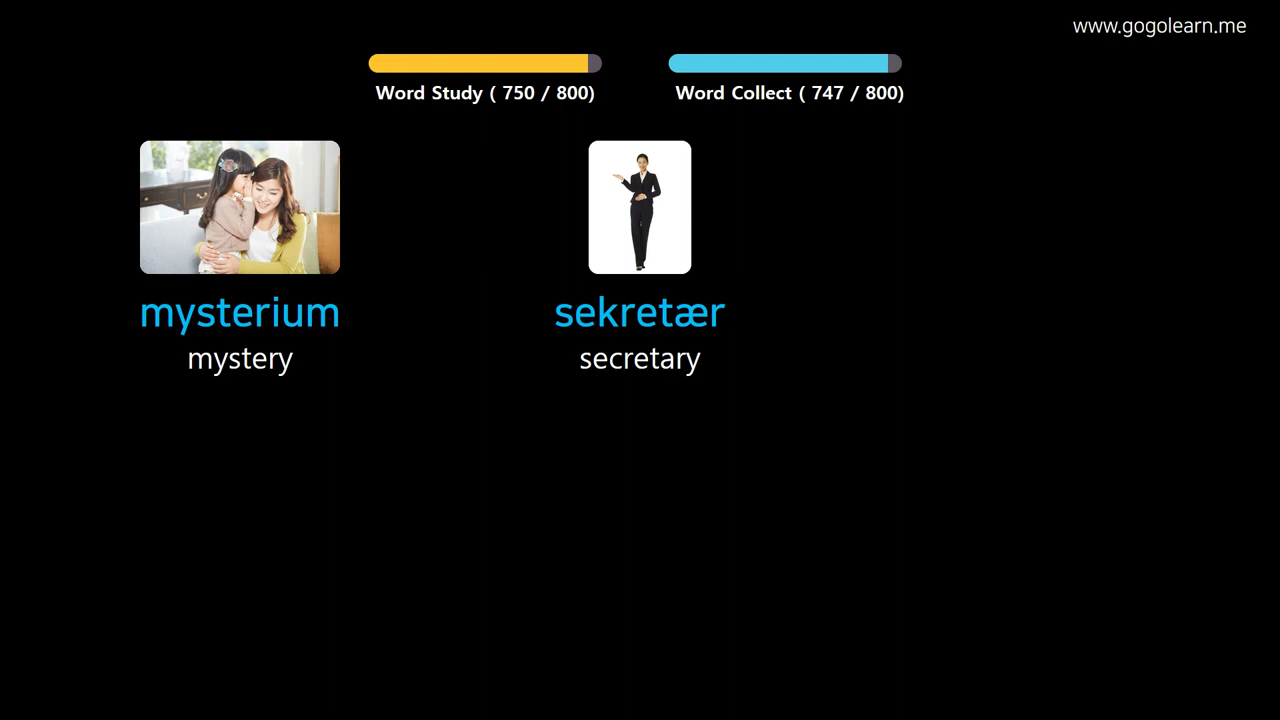 www.gogolearn.me
Word Study ( 750 / 800)
Word Collect ( 747 / 800)
mysterium
mystery
sekretær
secretary